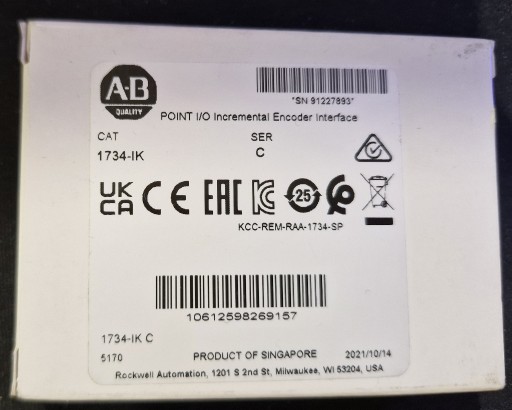 A-B
QUALITY
"SN 91227893"
POINT I/O Incremental Encoder Interface
CAT
SER
1734-IK
C
UK
CA CE EAC KC 25
KCC-REM-RAA-1734-SP
10612598269157
1734-IK C
5170
PRODUCT OF SINGAPORE
2021/10/14
Rockwell Automation, 1201 S 2nd St, Milwaukee, WI 53204, USA